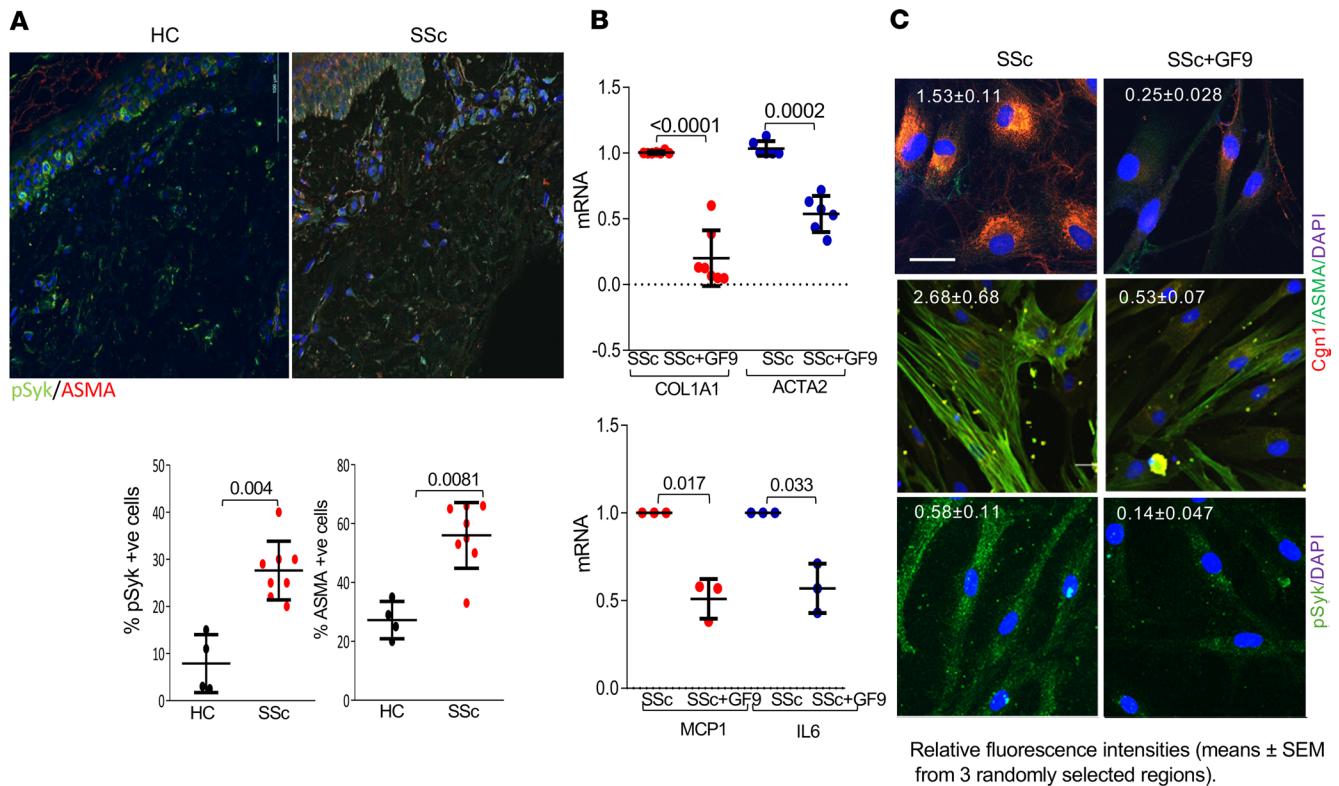 A
HC
SSc
100 μm
pSyk/ASMA
% pSyk +ve cells
50
40
30
20
10
0
0.004
HC
SSc
% ASMA +ve cells
80
60
40
20
0
0.0081
HC
SSc
B
mRNA
1.5
1.0
0.5
0.0
-0.5
<0.0001
0.0002
SSc SSc+GF9 SSc SSc+GF9
COL1A1 ACTA2
mRNA
1.5
1.0
0.5
0.0
0.017
0.033
SSc SSc+GF9 SSc SSc+GF9
MCP1 IL6
C
SSc
SSc+GF9
1.53±0.11
0.25±0.028
2.68±0.68
0.53±0.07
0.58±0.11
0.14±0.047
Cgn1/ASMA/DAPI
pSyk/DAPI
Relative fluorescence intensities (means ± SEM
from 3 randomly selected regions).